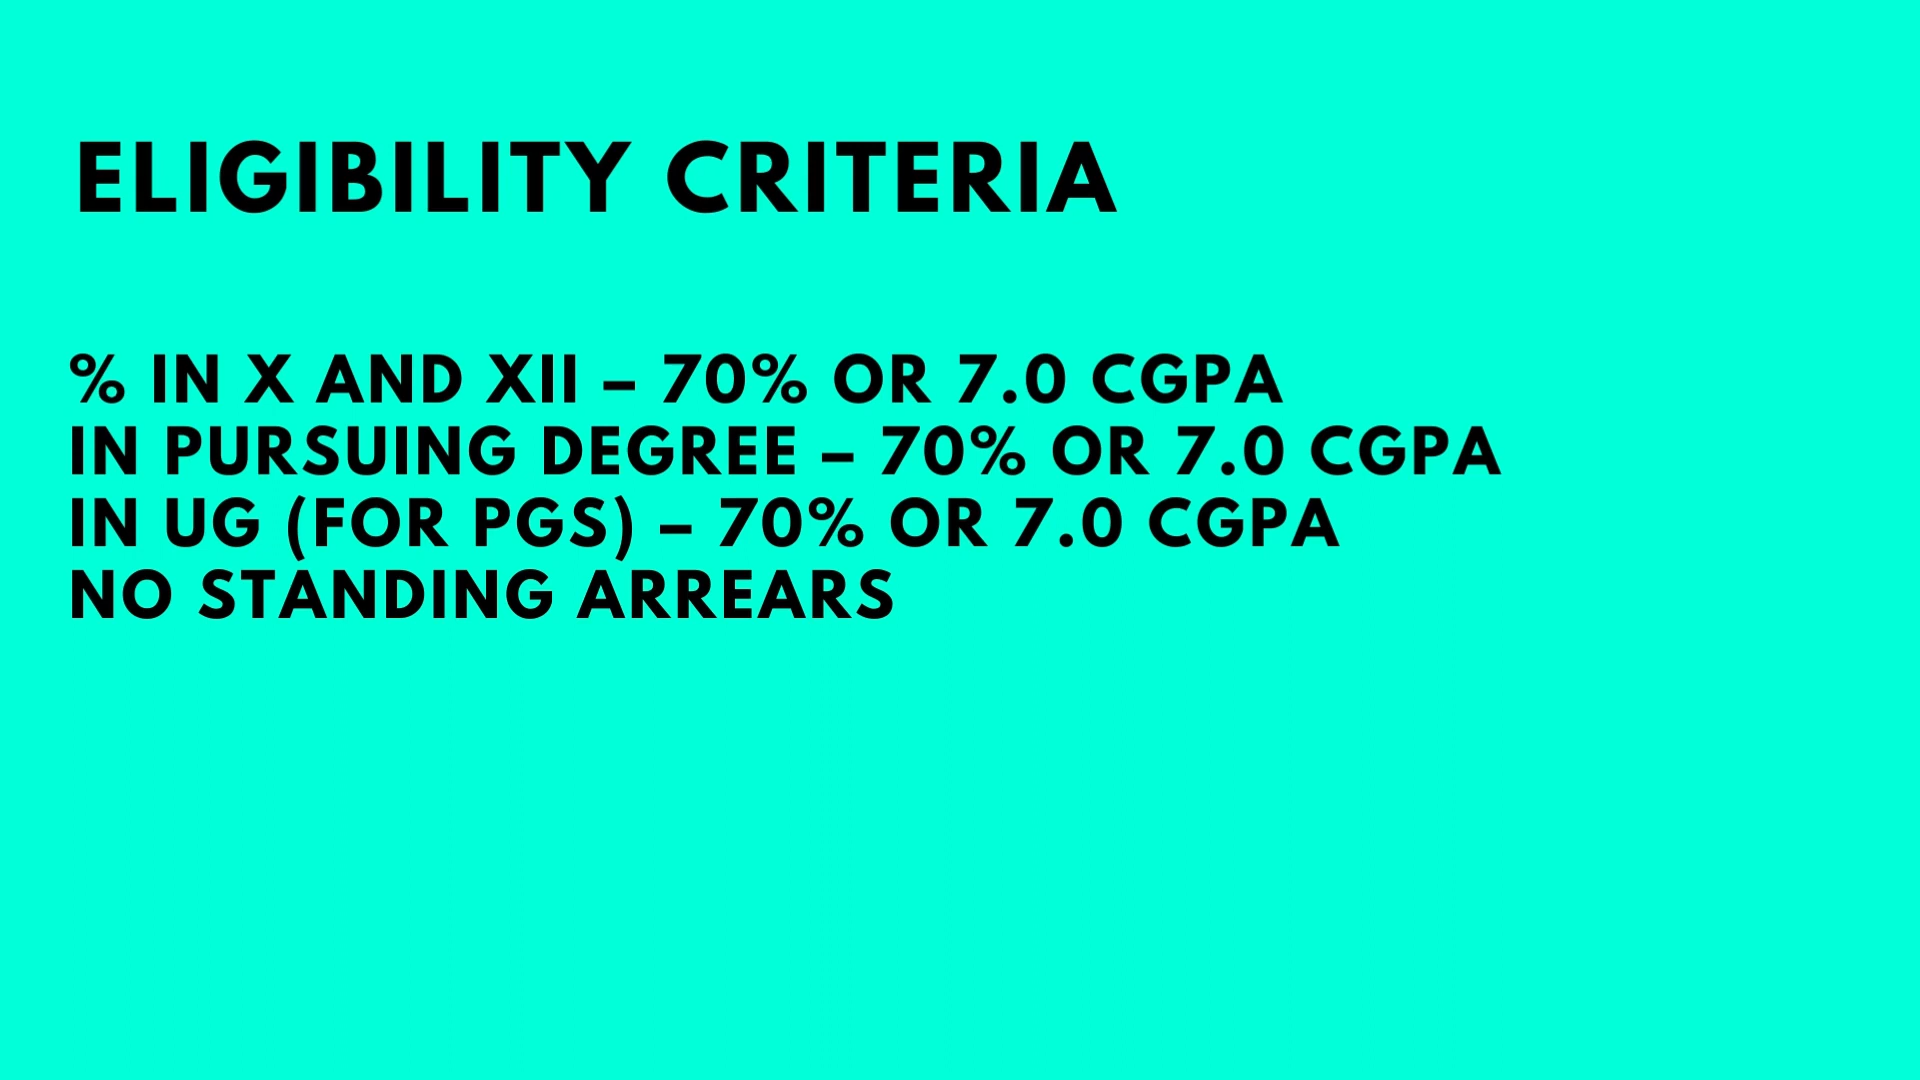 ELIGIBILITY CRITERIA
% IN X AND XII – 70% OR 7.0 CGPA
IN PURSUING DEGREE – 70% OR 7.0 CGPA
IN UG (FOR PGS) – 70% OR 7.0 CGPA
NO STANDING ARREARS